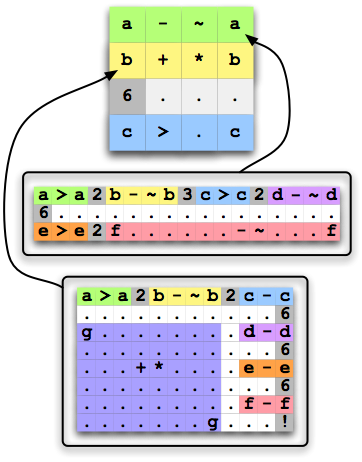 a - ~ a
b + * b
6 . . .
c > . c
a > a 2 b - ~ b 3 c > c 2 d - ~ d
6 . . . . . . . . . . . . . . . .
e > e 2 f . . . . . . - ~ . . . f
a > a 2 b - ~ b 2 c - c
. . . . . . . . . . . 6
g . . . . . . . . d - d
. . . . . . . . . . . 6
. . . + * . . . . e - e
. . . . . . . . . . . 6
. . . . . . . . . f - f
. . . . . . . g . . . !